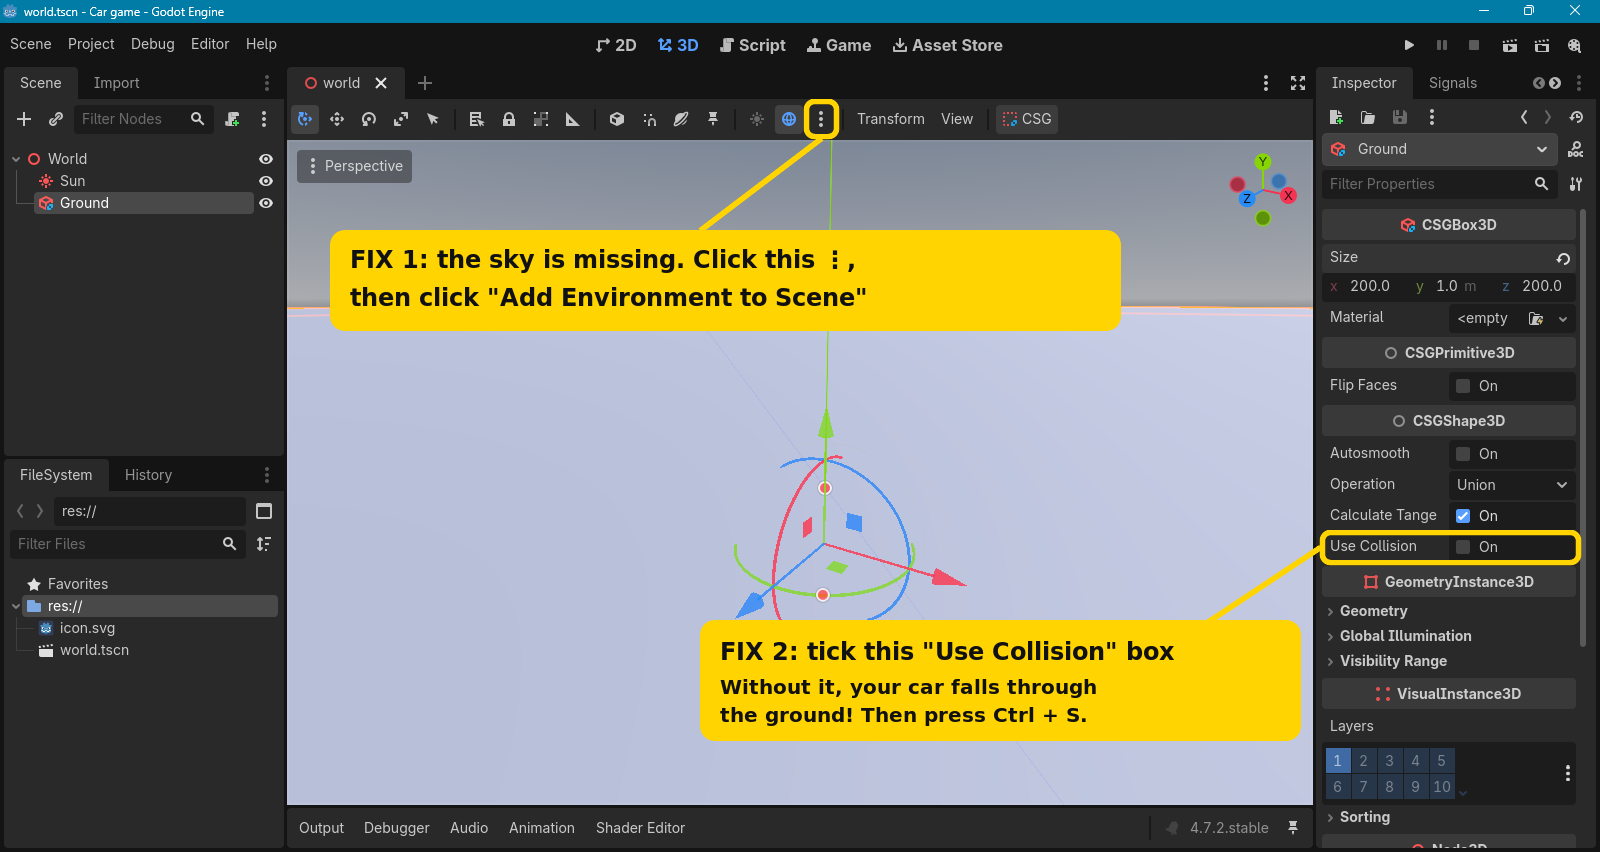 world.tscn - Car game - Godot Engine
Scene Project Debug Editor Help
2D 3D Script Game Asset Store
Scene Import
Filter Nodes
World
Sun
Ground
FileSystem History
res://
Filter Files
Favorites
res://
icon.svg
world.tscn
world
Transform View CSG
Perspective
Y
Z X
FIX 1: the sky is missing. Click this ⋮,
then click "Add Environment to Scene"
FIX 2: tick this "Use Collision" box
Without it, your car falls through
the ground! Then press Ctrl + S.
Output Debugger Audio Animation Shader Editor
4.7.2.stable
Inspector Signals
Ground
DOC
Filter Properties
CSGBox3D
Size
x 200.0 y 1.0 m z 200.0
Material <empty
CSGPrimitive3D
Flip Faces On
CSGShape3D
Autosmooth On
Operation Union
Calculate Tange On
Use Collision On
GeometryInstance3D
Geometry
Global Illumination
Visibility Range
VisualInstance3D
Layers
1 2 3 4 5
6 7 8 9 10
Sorting
Node3D